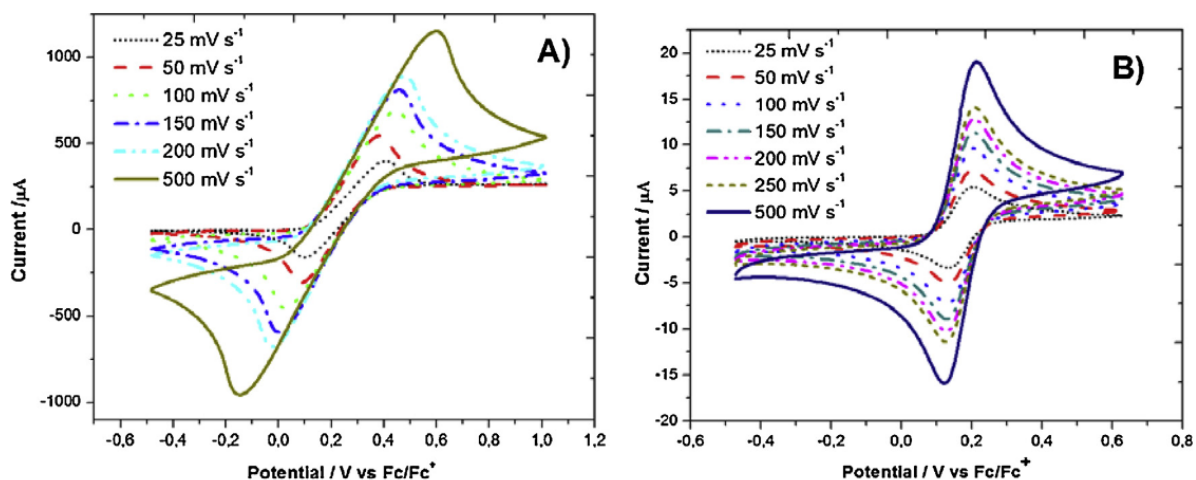 A)
25 mV s⁻¹
50 mV s⁻¹
100 mV s⁻¹
150 mV s⁻¹
200 mV s⁻¹
500 mV s⁻¹
Current /µA
1000
500
0
-500
-1000
-0,6 -0,4 -0,2 0,0 0,2 0,4 0,6 0,8 1,0 1,2
Potential / V vs Fc/Fc⁺
B)
25 mV s⁻¹
50 mV s⁻¹
100 mV s⁻¹
150 mV s⁻¹
200 mV s⁻¹
250 mV s⁻¹
500 mV s⁻¹
Current / µA
20
15
10
5
0
-5
-10
-15
-20
-0,6 -0,4 -0,2 0,0 0,2 0,4 0,6 0,8
Potential / V vs Fc/Fc⁺